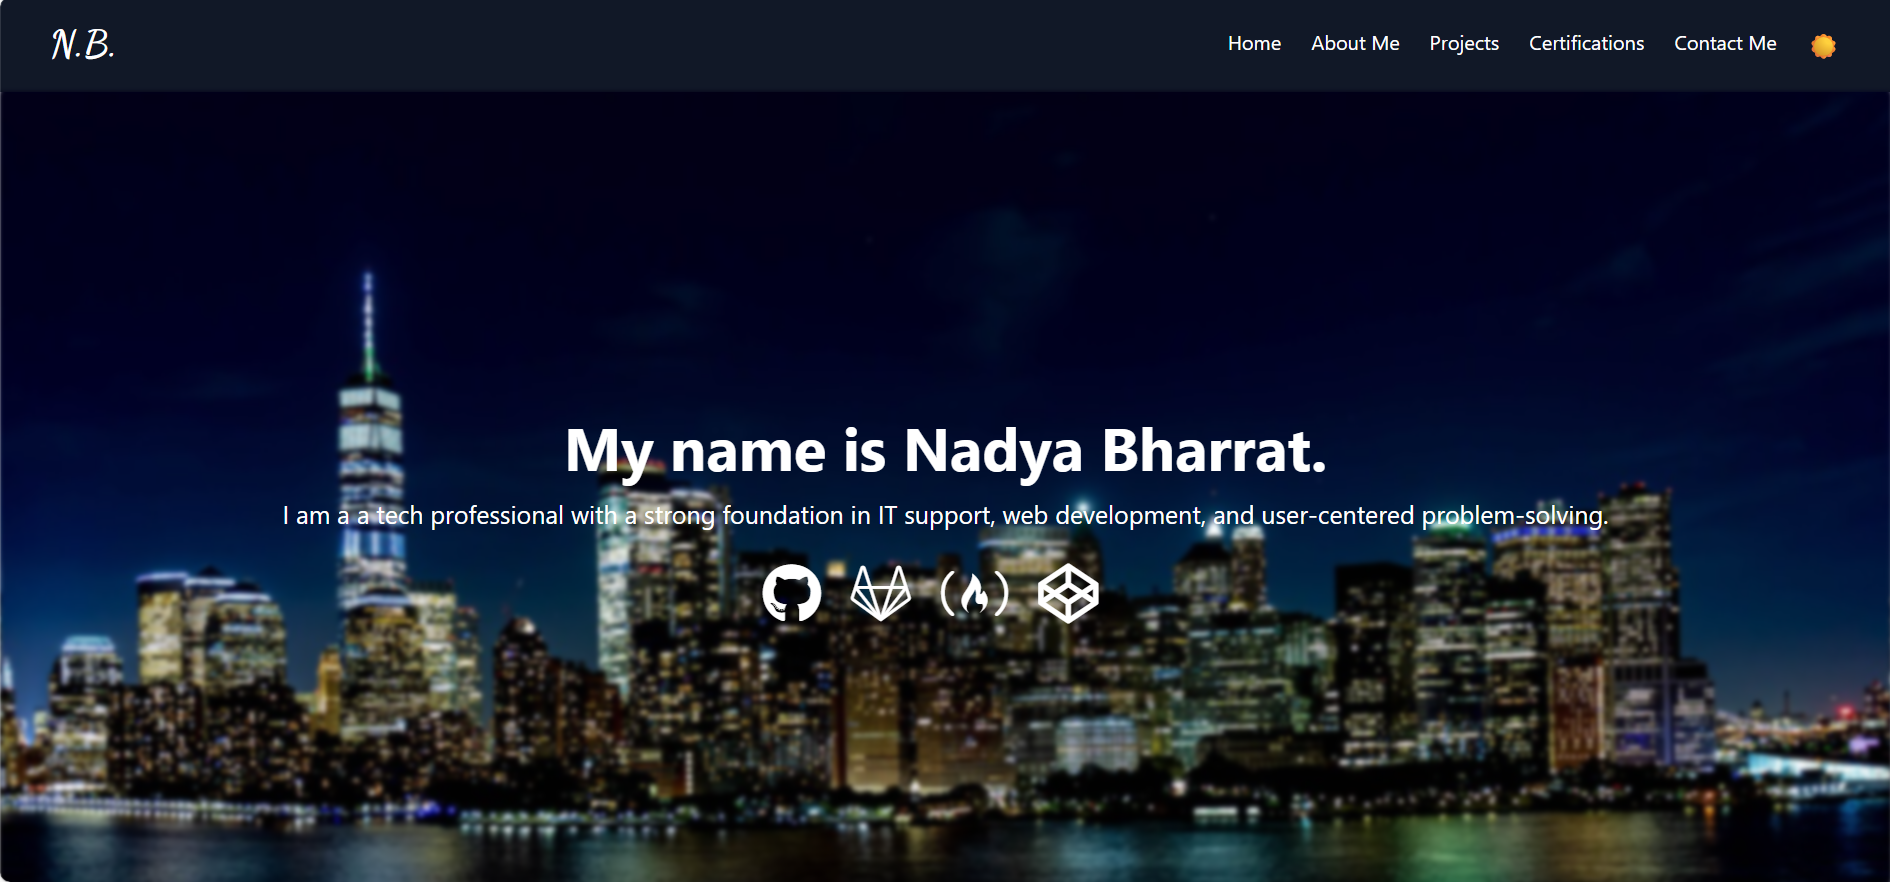 N.B.
Home About Me Projects Certifications Contact Me
My name is Nadya Bharrat.
I am a a tech professional with a strong foundation in IT support, web development, and user-centered problem-solving.